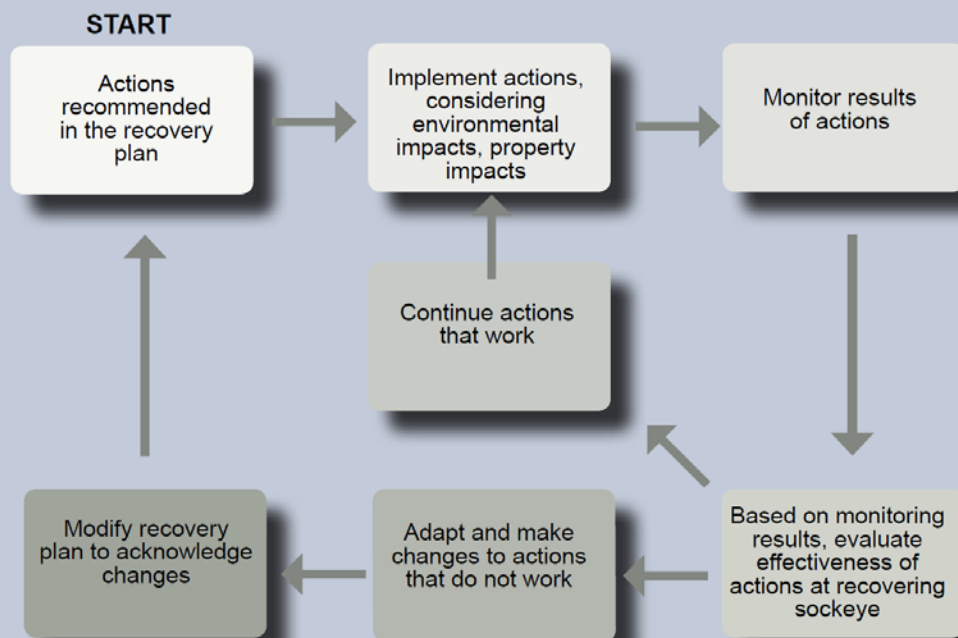 START
Actions
recommended
in the recovery
plan
Implement actions,
considering
environmental
impacts, property
impacts
Monitor results
of actions
Continue actions
that work
Modify recovery
plan to acknowledge
changes
Adapt and make
changes to actions
that do not work
Based on monitoring
results, evaluate
effectiveness of
actions at recovering
sockeye